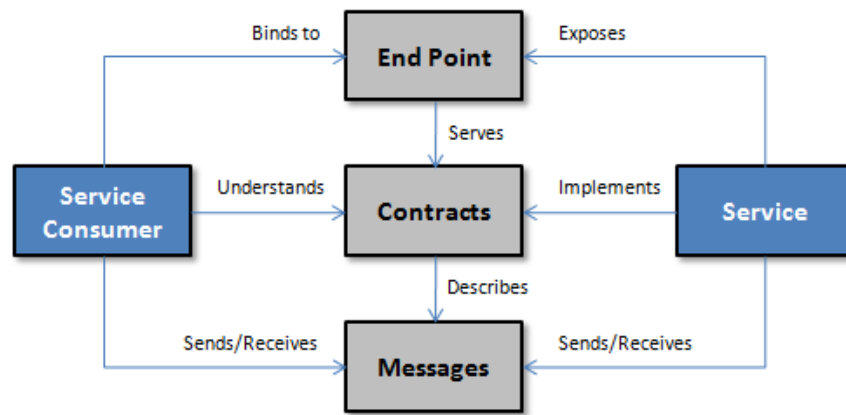 Binds to
End Point
Exposes
Serves
Service
Consumer
Understands
Contracts
Implements
Service
Describes
Sends/Receives
Messages
Sends/Receives